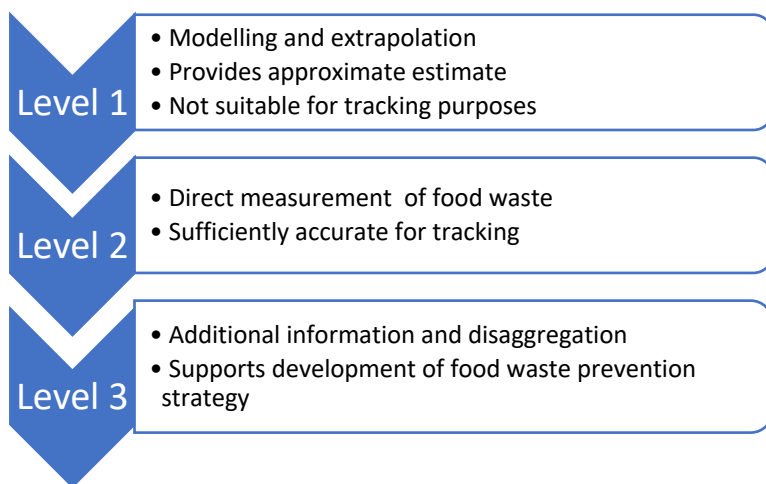 Level 1
• Modelling and extrapolation
• Provides approximate estimate
• Not suitable for tracking purposes
Level 2
• Direct measurement of food waste
• Sufficiently accurate for tracking
Level 3
• Additional information and disaggregation
• Supports development of food waste prevention
strategy